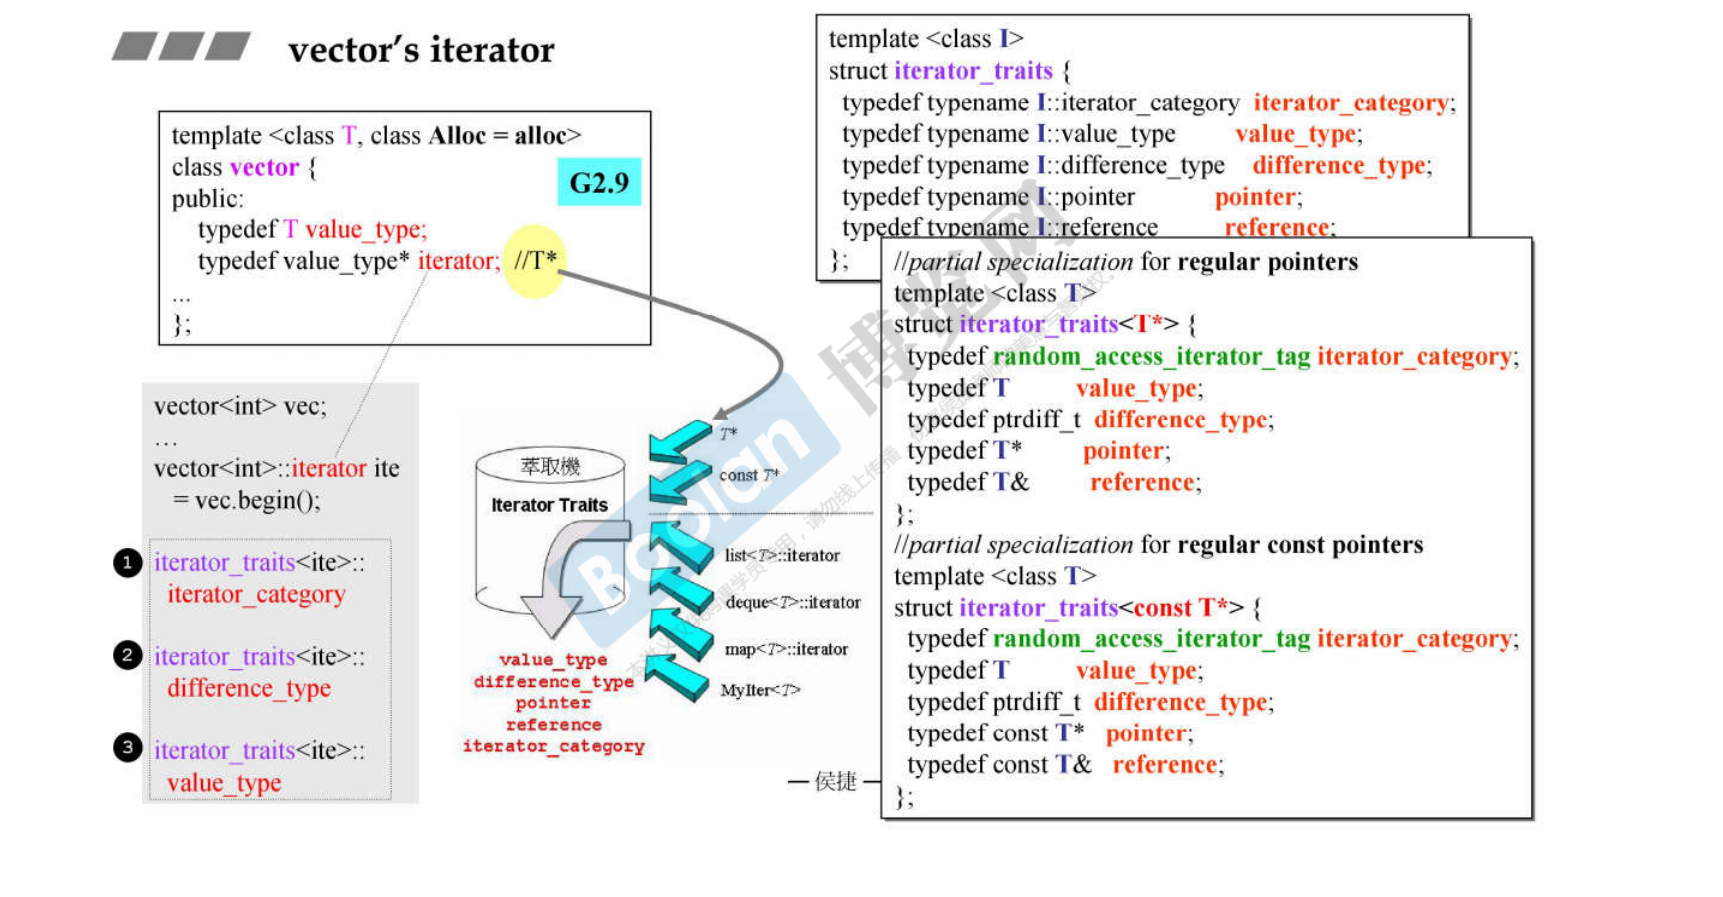 vector's iterator
template <class T, class Alloc = alloc>
class vector {
public:
typedef T value_type;
typedef value_type* iterator; //T*
...
};
G2.9
vector<int> vec;
...
vector<int>::iterator ite
= vec.begin();
1 iterator_traits<ite>::
iterator_category
2 iterator_traits<ite>::
difference_type
3 iterator_traits<ite>::
value_type
萃取機
Iterator Traits
T*
const T*
list<T>::iterator
deque<T>::iterator
map<T>::iterator
MyIter<T>
value_type
difference_type
pointer
reference
iterator_category
template <class I>
struct iterator_traits {
typedef typename I::iterator_category iterator_category;
typedef typename I::value_type value_type;
typedef typename I::difference_type difference_type;
typedef typename I::pointer pointer;
typedef typename I::reference reference;
};
//partial specialization for regular pointers
template <class T>
struct iterator_traits<T*> {
typedef random_access_iterator_tag iterator_category;
typedef T value_type;
typedef ptrdiff_t difference_type;
typedef T* pointer;
typedef T& reference;
};
//partial specialization for regular const pointers
template <class T>
struct iterator_traits<const T*> {
typedef random_access_iterator_tag iterator_category;
typedef T value_type;
typedef ptrdiff_t difference_type;
typedef const T* pointer;
typedef const T& reference;
};
— 侯捷 —
Boolan
博览网